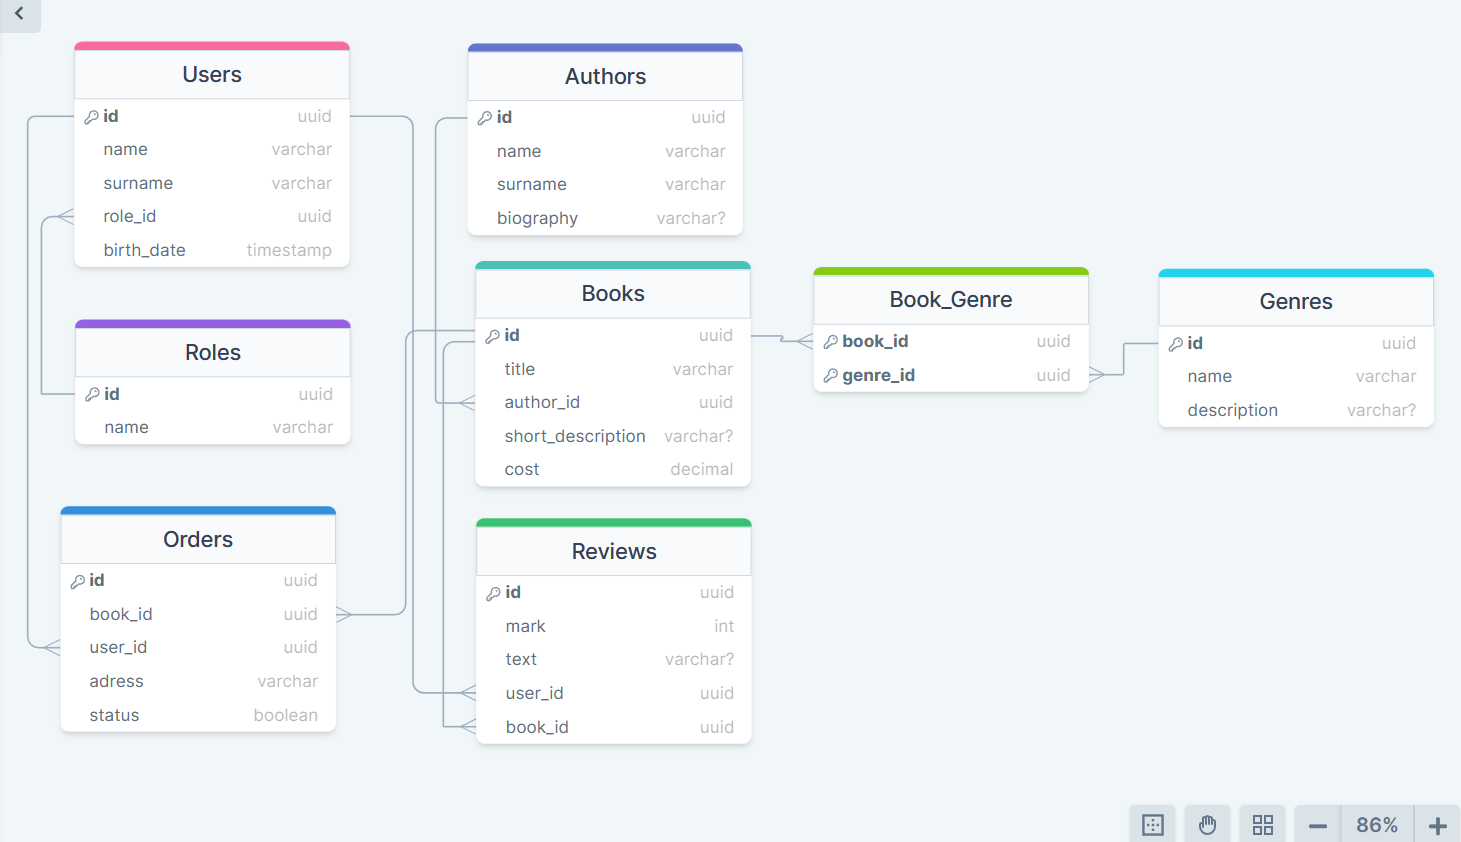 Users
id uuid
name varchar
surname varchar
role_id uuid
birth_date timestamp
Roles
id uuid
name varchar
Orders
id uuid
book_id uuid
user_id uuid
adress varchar
status boolean
Authors
id uuid
name varchar
surname varchar
biography varchar?
Books
id uuid
title varchar
author_id uuid
short_description varchar?
cost decimal
Reviews
id uuid
mark int
text varchar?
user_id uuid
book_id uuid
Book_Genre
book_id uuid
genre_id uuid
Genres
id uuid
name varchar
description varchar?
86%